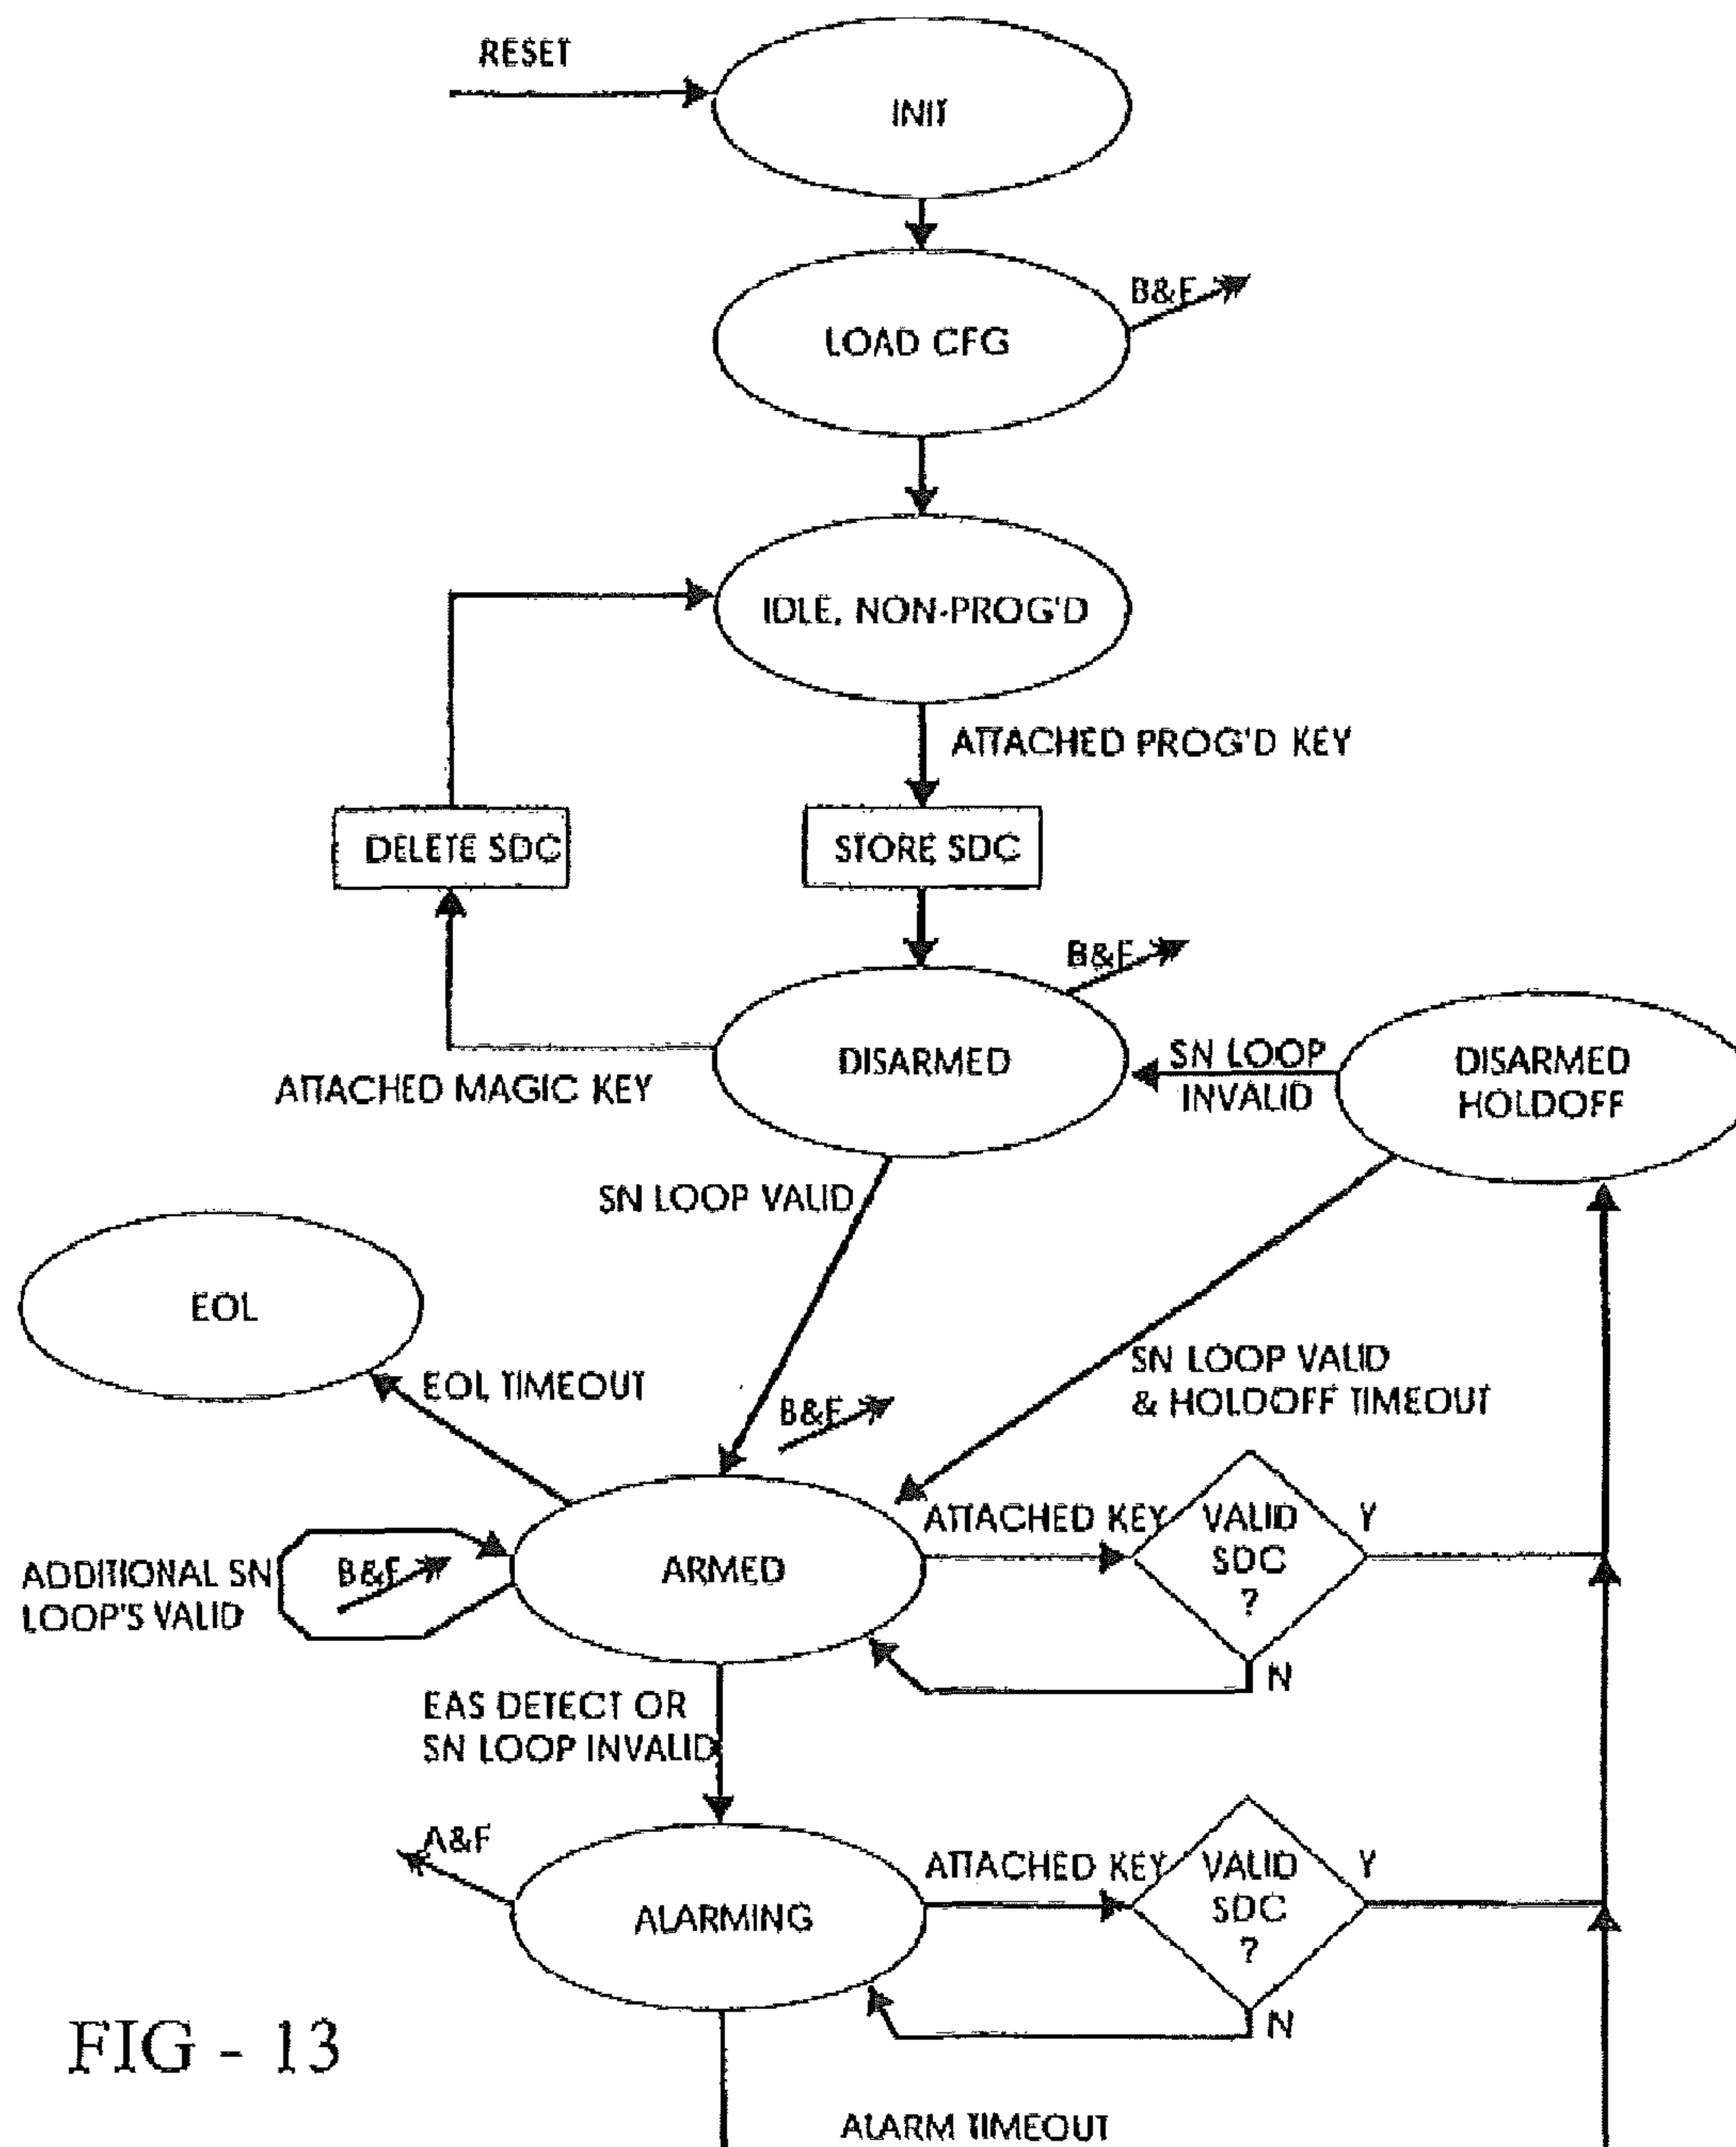 RESET
INIT
B&F
LOAD CFG
IDLE, NON-PROG'D
ATTACHED PROG'D KEY
DELETE SDC
STORE SDC
B&F
DISARMED
SN LOOP
INVALID
DISARMED
HOLDOFF
ATTACHED MAGIC KEY
SN LOOP VALID
EOL
EOL TIMEOUT
SN LOOP VALID
& HOLDOFF TIMEOUT
B&F
ATTACHED KEY
VALID
SDC
?
Y
N
ARMED
ADDITIONAL SN
LOOP'S VALID
B&F
EAS DETECT OR
SN LOOP INVALID
A&F
ALARMING
ATTACHED KEY
VALID
SDC
?
Y
N
FIG - 13
ALARM TIMEOUT